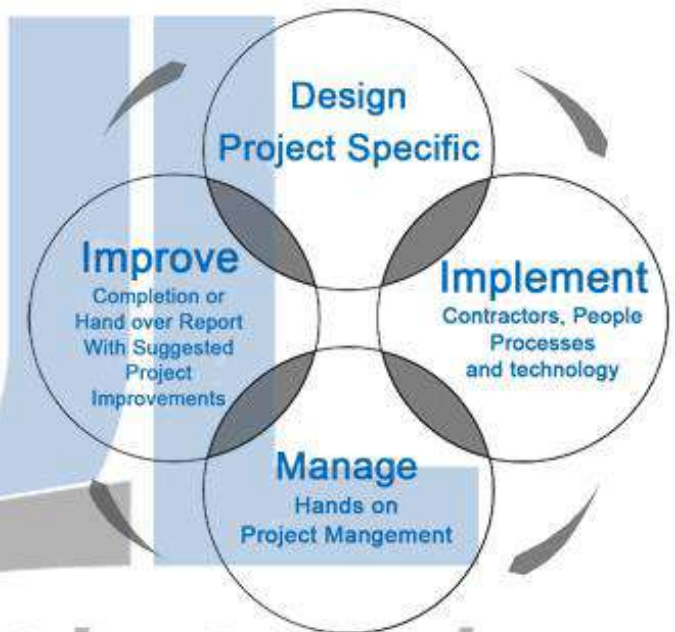 Design
Project Specific
Improve
Completion or
Hand over Report
With Suggested
Project
Improvements
Implement
Contractors, People
Processes
and technology
Manage
Hands on
Project Mangement